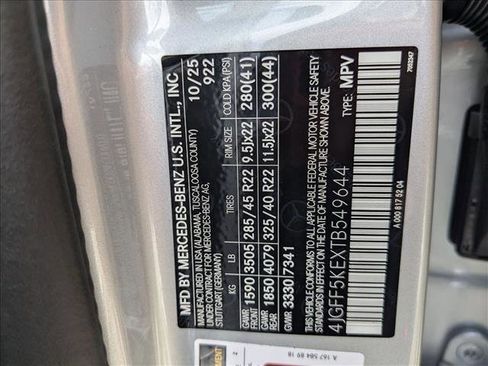 MFD BY MERCEDES-BENZ U.S. INTL., INC
MANUFACTURED IN USA (ALABAMA, TUSCALOOSA COUNTY) 10/25
UNDER CONTRACT FOR MERCEDES-BENZ AG, 922
STUTTGART/GERMANY
KG LB TIRES RIM SIZE COLD KPA(PSI)
GAWR FRONT 1590 3505 285/45 R22 9.5Jx22 280(41)
GAWR REAR 1850 4079 325/40 R22 11.5Jx22 300(44)
GVWR 3330 7341
THIS VEHICLE CONFORMS TO ALL APPLICABLE FEDERAL MOTOR VEHICLE SAFETY
STANDARDS IN EFFECT ON THE DATE OF MANUFACTURE SHOWN ABOVE.
4JGFF5KEXTB549644 TYPE: MPV
A 000 817 52 04
A 167 584 89 18